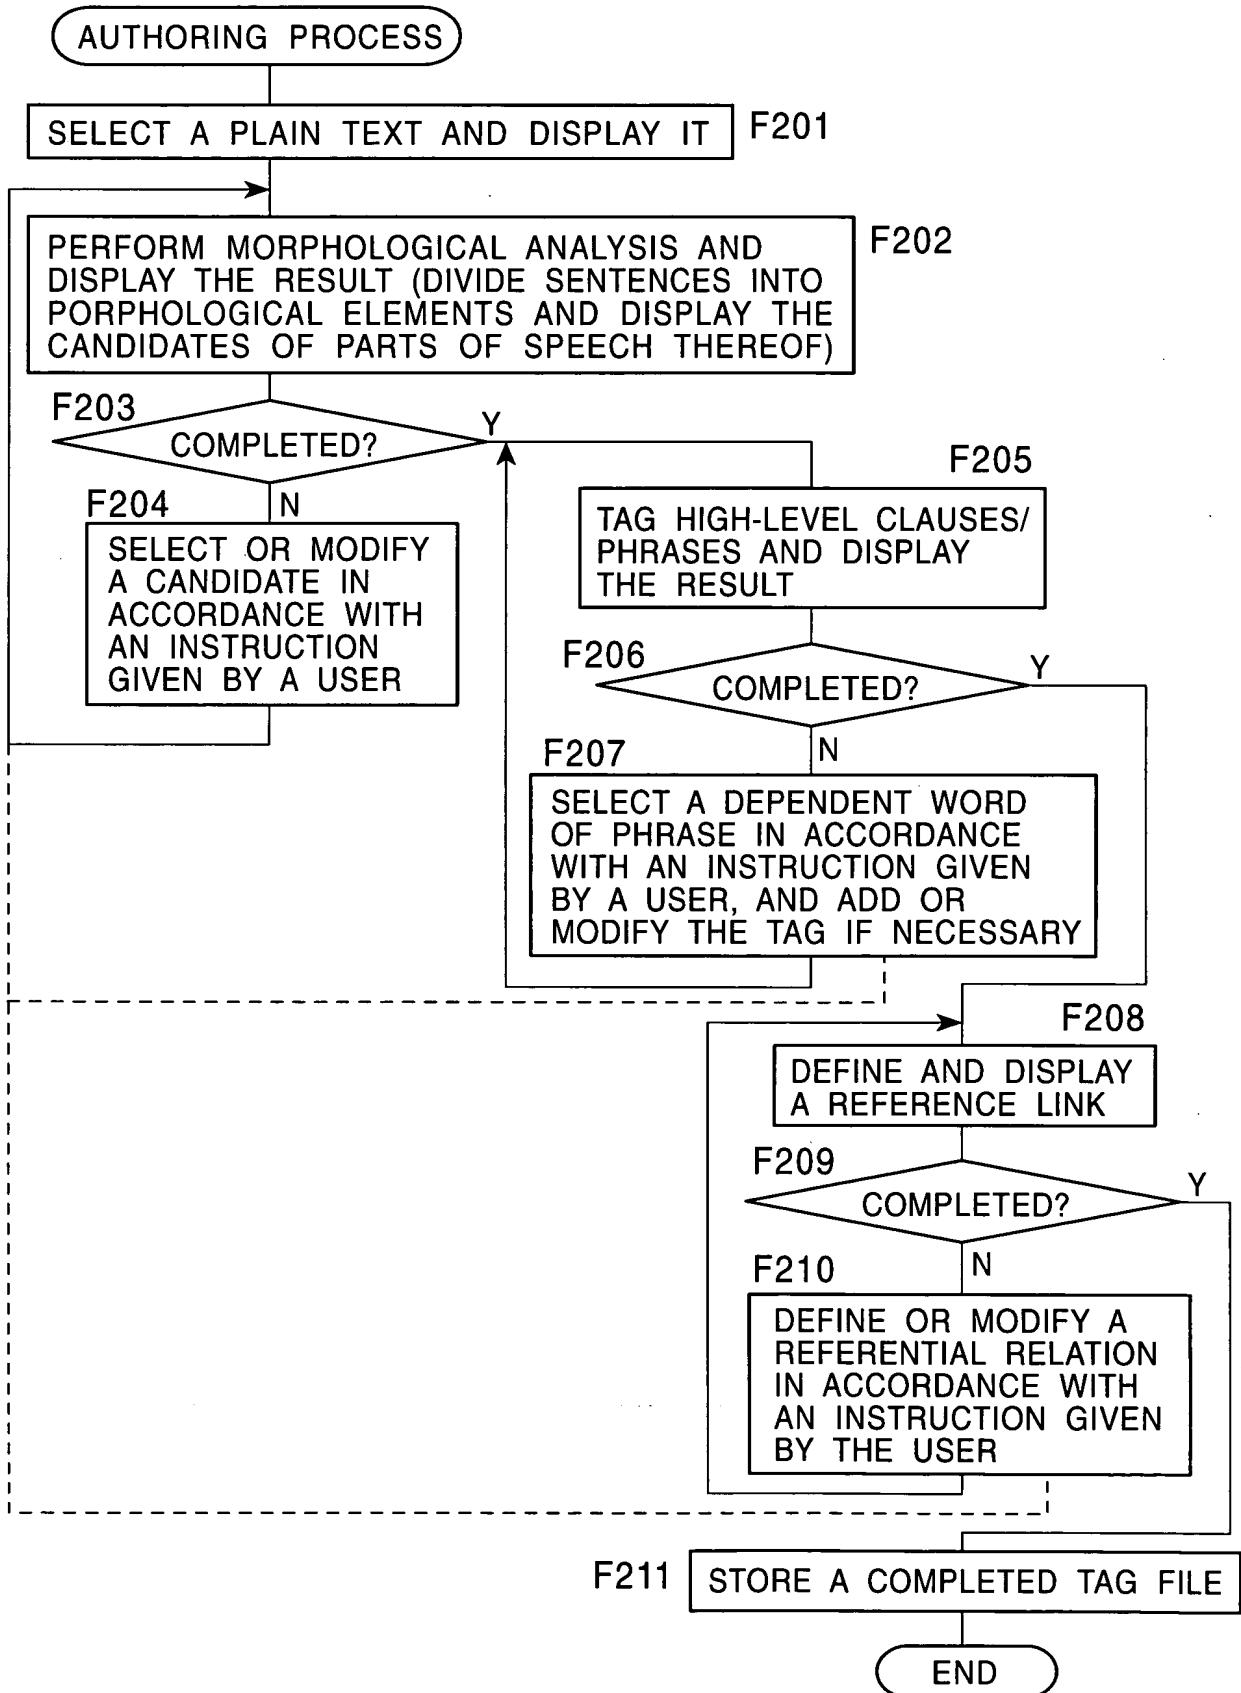 AUTHORING PROCESS
SELECT A PLAIN TEXT AND DISPLAY IT
F201
PERFORM MORPHOLOGICAL ANALYSIS AND
DISPLAY THE RESULT (DIVIDE SENTENCES INTO
PORPHOLOGICAL ELEMENTS AND DISPLAY THE
CANDIDATES OF PARTS OF SPEECH THEREOF)
F202
F203
COMPLETED?
Y
N
F204
SELECT OR MODIFY
A CANDIDATE IN
ACCORDANCE WITH
AN INSTRUCTION
GIVEN BY A USER
F205
TAG HIGH-LEVEL CLAUSES/
PHRASES AND DISPLAY
THE RESULT
F206
COMPLETED?
Y
N
F207
SELECT A DEPENDENT WORD
OF PHRASE IN ACCORDANCE
WITH AN INSTRUCTION GIVEN
BY A USER, AND ADD OR
MODIFY THE TAG IF NECESSARY
F208
DEFINE AND DISPLAY
A REFERENCE LINK
F209
COMPLETED?
Y
N
F210
DEFINE OR MODIFY A
REFERENTIAL RELATION
IN ACCORDANCE WITH
AN INSTRUCTION GIVEN
BY THE USER
F211
STORE A COMPLETED TAG FILE
END